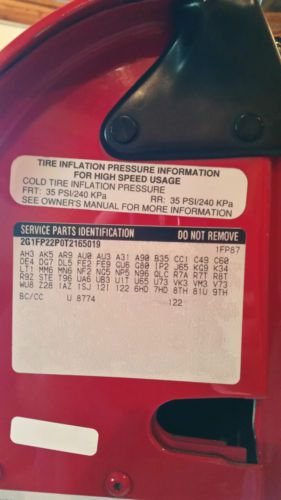 TIRE INFLATION PRESSURE INFORMATION
FOR HIGH SPEED USAGE
COLD TIRE INFLATION PRESSURE
FRT: 35 PSI/240 KPa RR: 35 PSI/240 KPa
SEE OWNER'S MANUAL FOR MORE INFORMATION
SERVICE PARTS IDENTIFICATION DO NOT REMOVE
2G1FP22P0T2165019 1FP87
AH3 AK5 AR9 AU0 AU3 A31 A90 B35 CC1 C49 C60
DE4 DG7 DL5 FE2 FE9 GU6 G80 IP2 J65 KG9 K34
LT1 MM6 MN6 NF2 NC5 NP5 N96 QLC R7A R7T R8T
R9Z STE T96 UA6 UB3 U1T U65 U73 VK3 VM3 V73
WU8 Z28 1AZ 1SJ 12I 122 6HD 7HD 8TH 81U 9TH
BC/CC U 8774 122